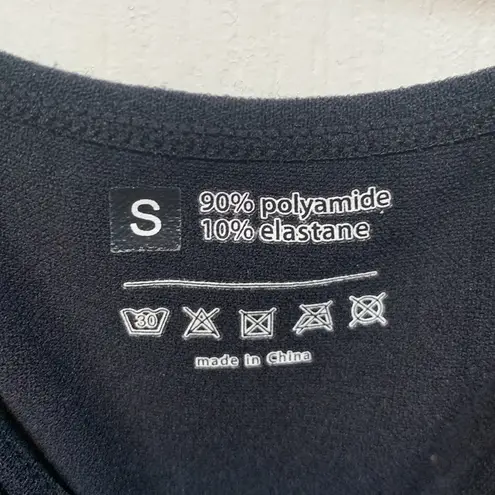 S
90% polyamide
10% elastane
30
made in China